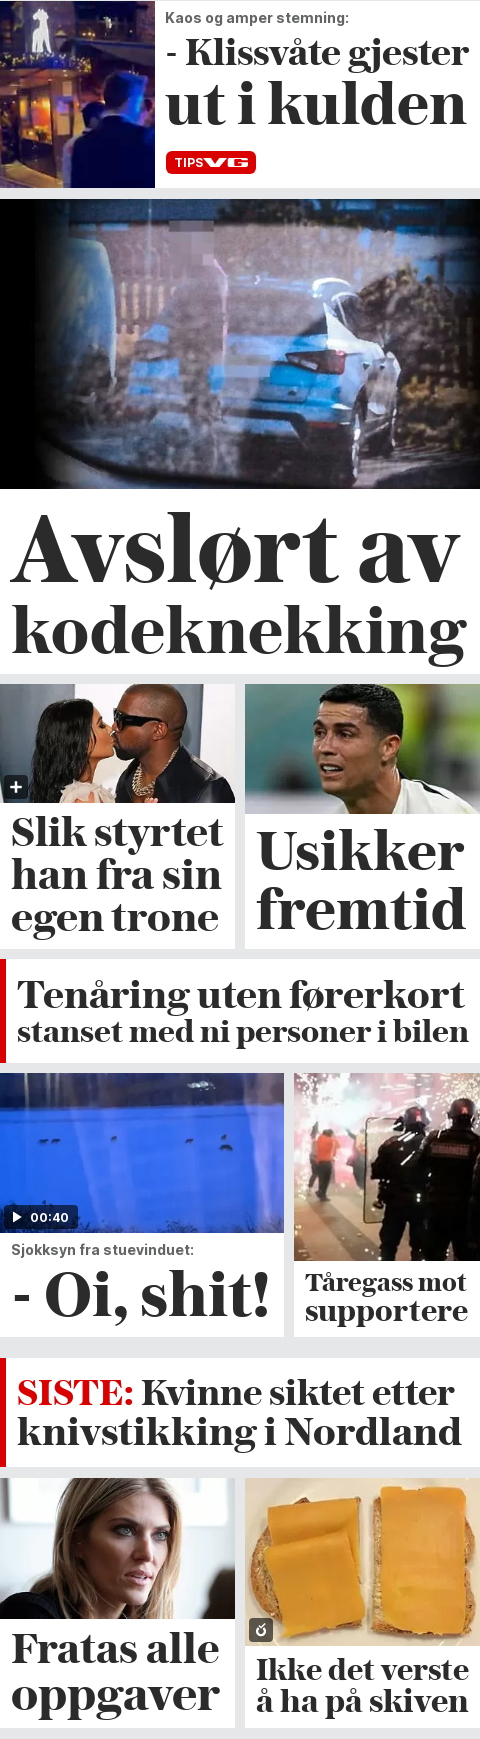 Kaos og amper stemning:
- Klissvåte gjester
ut i kulden
TIPS VG
Avslørt av
kodeknekking
Slik styrtet
han fra sin
egen trone
Usikker
fremtid
Tenåring uten førerkort
stanset med ni personer i bilen
00:40
Sjokksyn fra stuevinduet:
- Oi, shit!
Tåregass mot
supportere
SISTE: Kvinne siktet etter
knivstikking i Nordland
Fratas alle
oppgaver
Ikke det verste
å ha på skiven